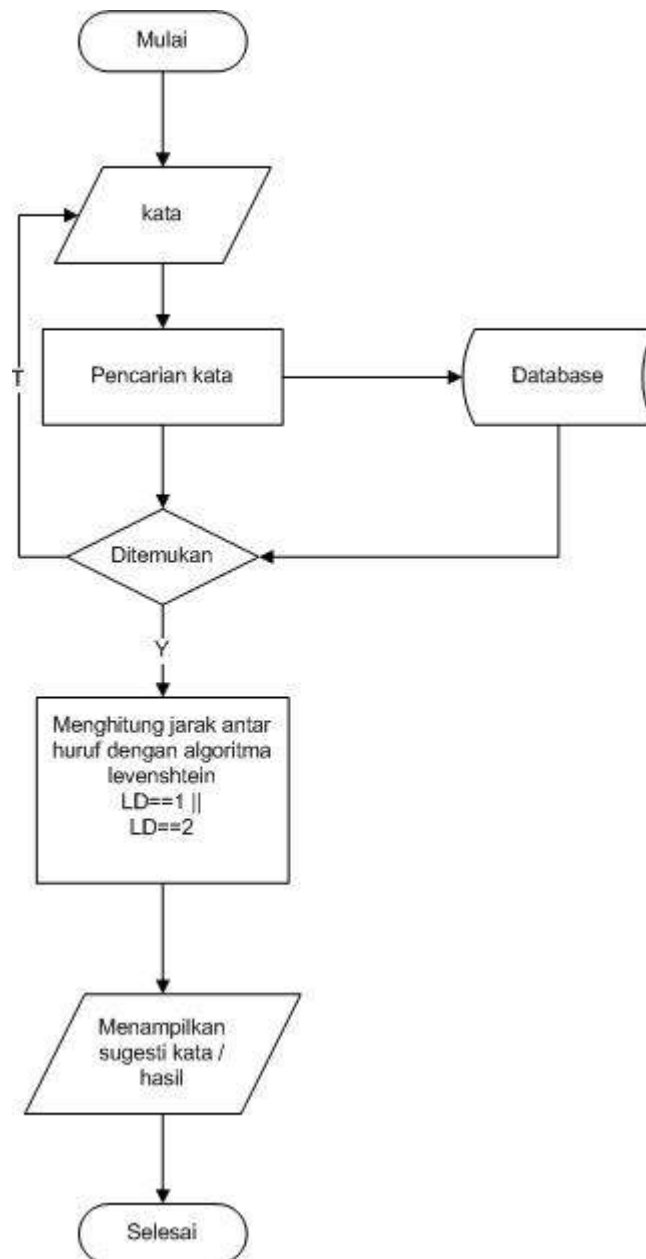 Mulai
kata
Pencarian kata
Database
T
Ditemukan
Y
Menghitung jarak antar
huruf dengan algoritma
levenshtein
LD==1 ||
LD==2
Menampilkan
sugesti kata /
hasil
Selesai